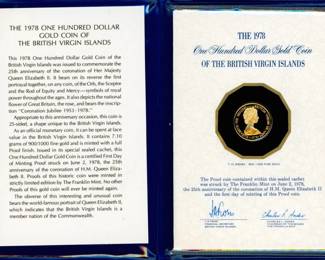 THE 1978 ONE HUNDRED DOLLAR
GOLD COIN OF
THE BRITISH VIRGIN ISLANDS
This 1978 One Hundred Dollar Gold Coin of the
British Virgin Islands was issued to commemorate the
25th anniversary of the coronation of Her Majesty
Queen Elizabeth II. It bears on its reverse the first
portrayal together, on any coin, of the Orb, the Sceptre
and the Rod of Equity and Mercy—symbols of royal
power throughout the ages. It also depicts the national
flower of Great Britain, the rose, and bears the inscrip-
tion "Coronation Jubilee 1953-1978."
Appropriate to this anniversary occasion, this coin is
25-sided, a shape unique to the British Virgin Islands.
As an official monetary coin, it can be spent at face
value in the British Virgin Islands. It contains 7.10
grams of 900/1000 fine gold and is minted with a full
Proof finish. Issued in its special sealed cachet, this
One Hundred Dollar Gold Coin is a certified First Day
of Minting Proof struck on June 2, 1978, the 25th
anniversary of the coronation of H.M. Queen Eliza-
beth II. Proofs of this historic coin were minted in
strictly limited edition by The Franklin Mint. No other
Proofs of this gold coin will ever be minted again.
The obverse of this interesting and unusual coin
bears the world-famous portrait of Queen Elizabeth II,
which indicates that the British Virgin Islands is a
member nation of the Commonwealth.
THE 1978
One Hundred Dollar Gold Coin
OF THE BRITISH VIRGIN ISLANDS
The Proof coin contained within this sealed cachet
was struck by The Franklin Mint on June 2, 1978,
the 25th anniversary of the coronation of H.M. Queen Elizabeth II
and the first day of minting of this Proof coin.